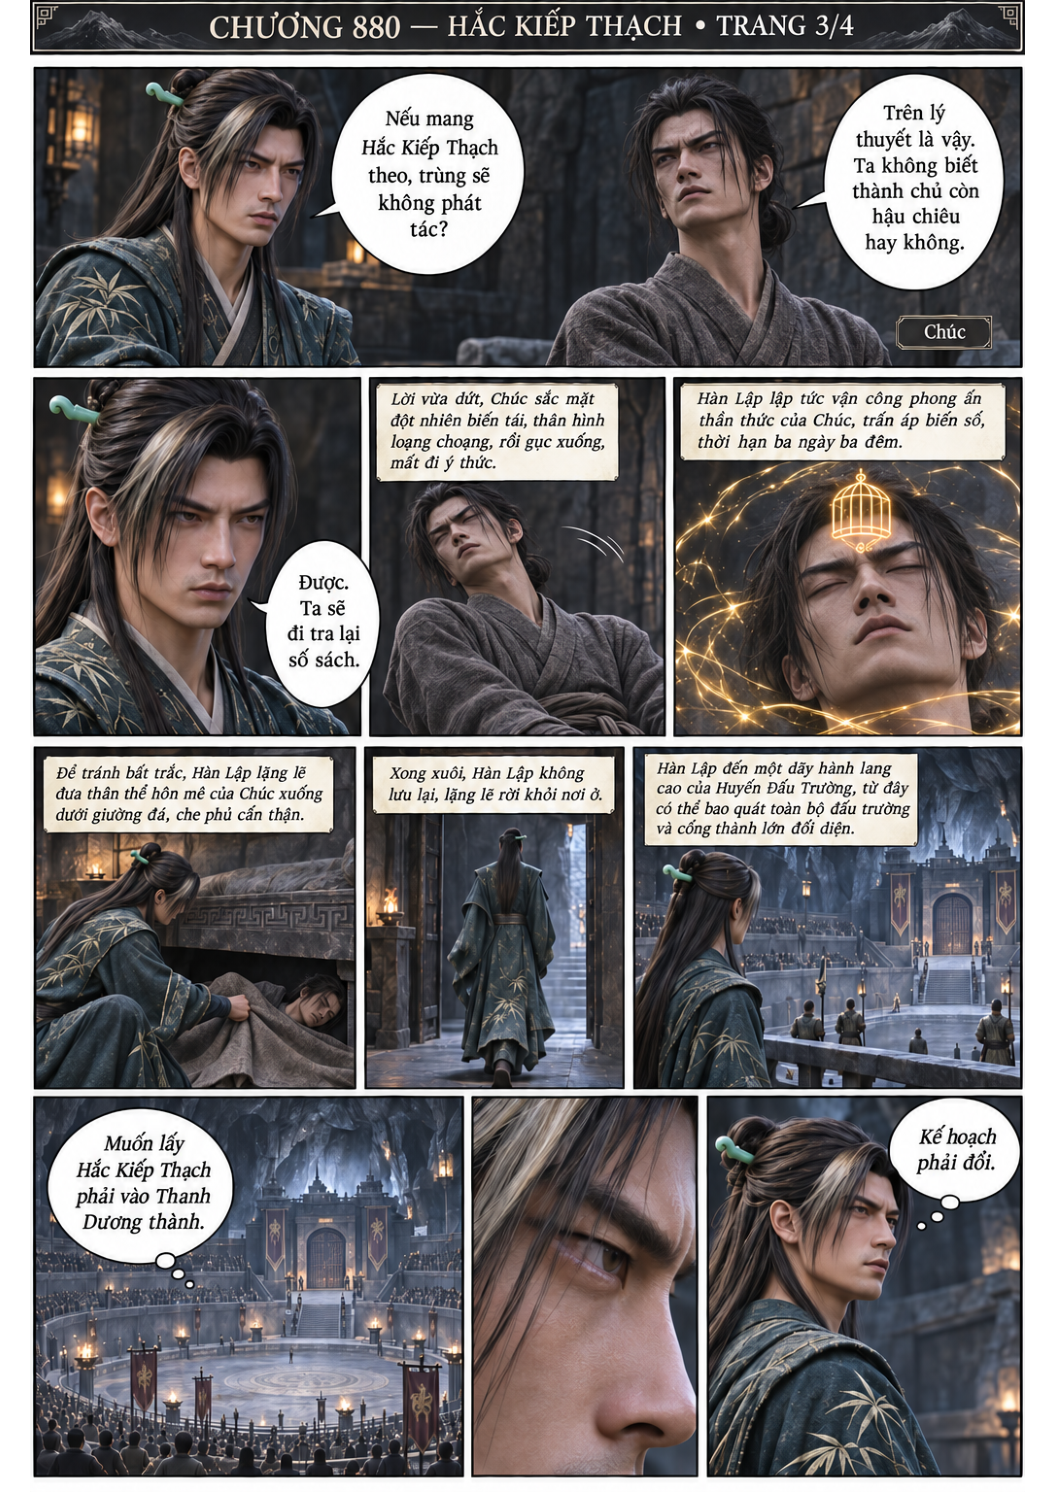 CHƯƠNG 880 — HẮC KIẾP THẠCH • TRANG 3/4
Nếu mang
Hắc Kiếp Thạch
theo, trùng sẽ
không phát
tác?
Trên lý
thuyết là vậy.
Ta không biết
thành chủ còn
hậu chiêu
hay không.
Chúc
Được.
Ta sẽ
đi tra lại
số sách.
Lời vừa dứt, Chúc sắc mặt
đột nhiên biến tái, thân hình
loạng choạng, rồi gục xuống,
mất đi ý thức.
Hàn Lập lập tức vận công phong ấn
thần thức của Chúc, trấn áp biến số,
thời hạn ba ngày ba đêm.
Để tránh bất trắc, Hàn Lập lặng lẽ
đưa thân thể hôn mê của Chúc xuống
dưới giường đá, che phủ cẩn thận.
Xong xuôi, Hàn Lập không
lưu lại, lặng lẽ rời khỏi nơi ở.
Hàn Lập đến một dãy hành lang
cao của Huyến Đấu Trường, từ đây
có thể bao quát toàn bộ đấu trường
và cổng thành lớn đối diện.
Muốn lấy
Hắc Kiếp Thạch
phải vào Thanh
Dương thành.
Kế hoạch
phải đổi.